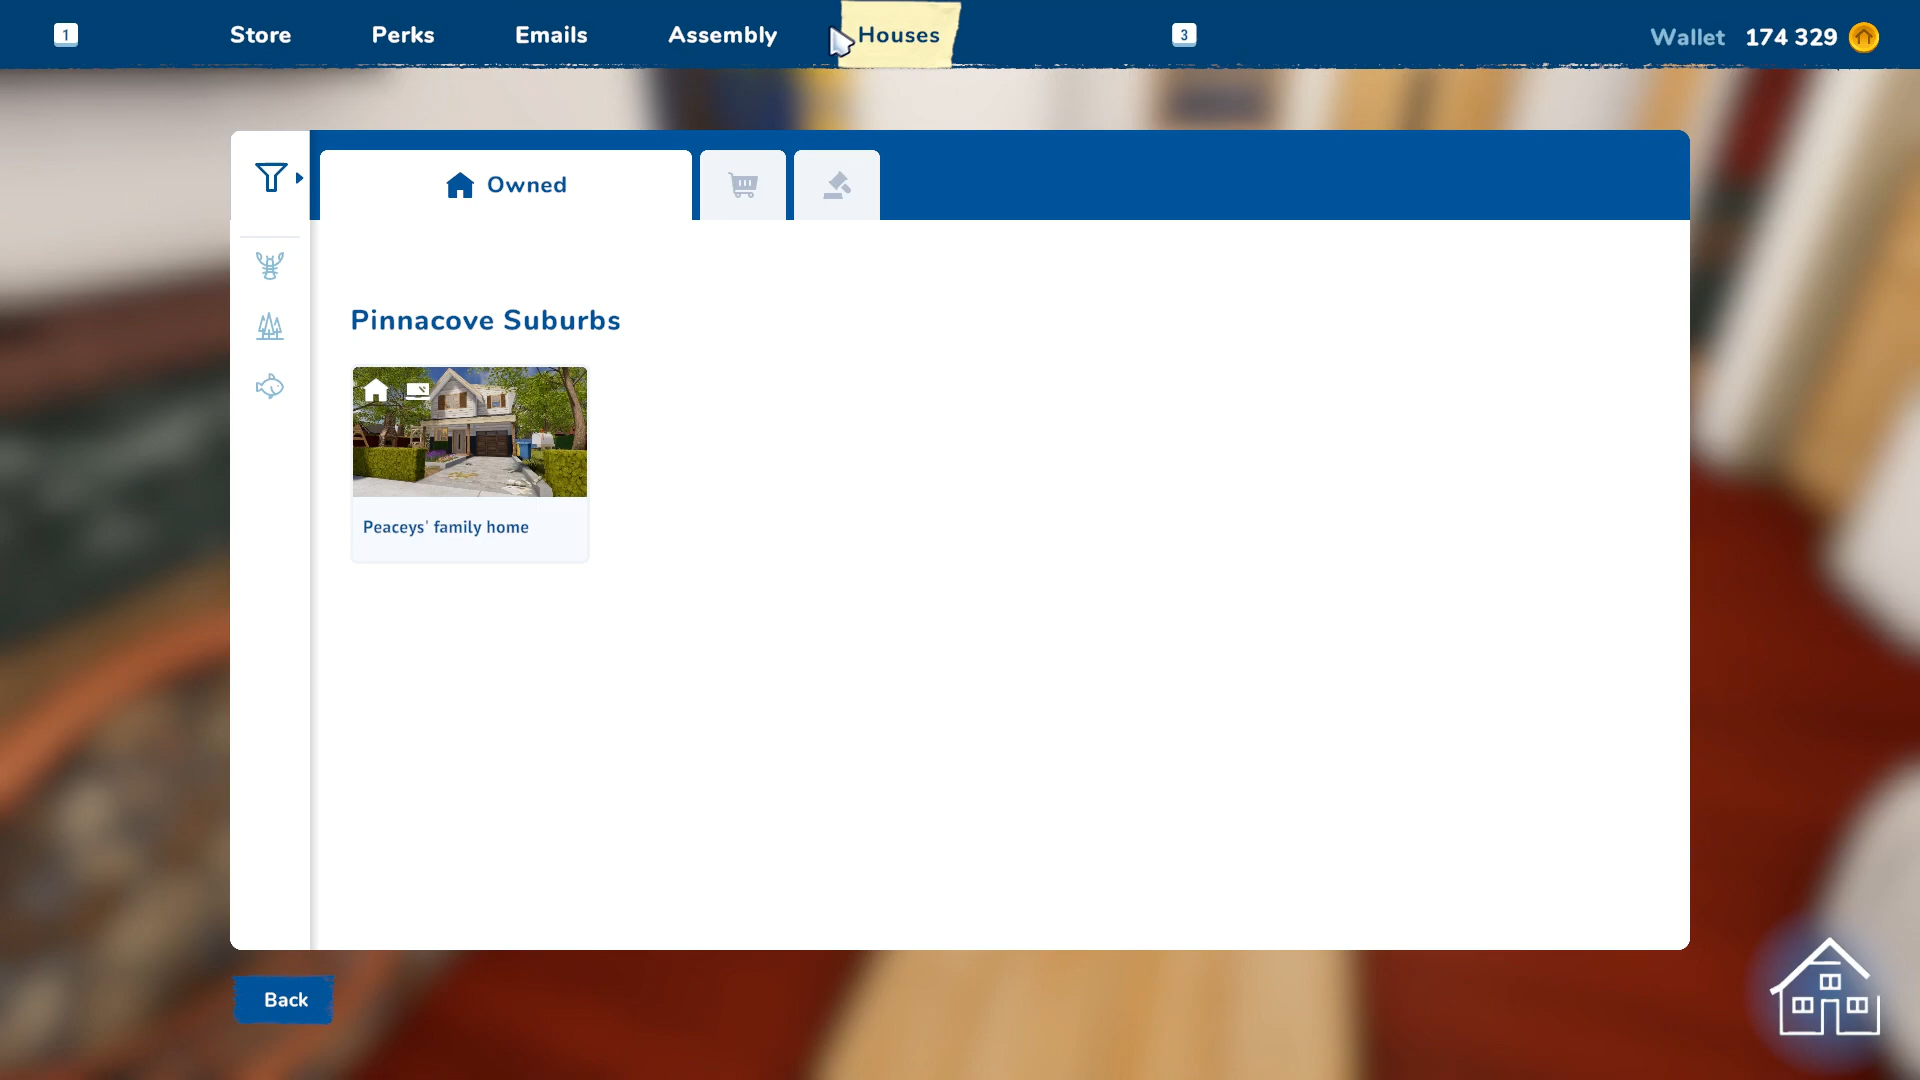 1
Store
Perks
Emails
Assembly
Houses
3
Wallet 174 329
Owned
Pinnacove Suburbs
Peaceys' family home
Back